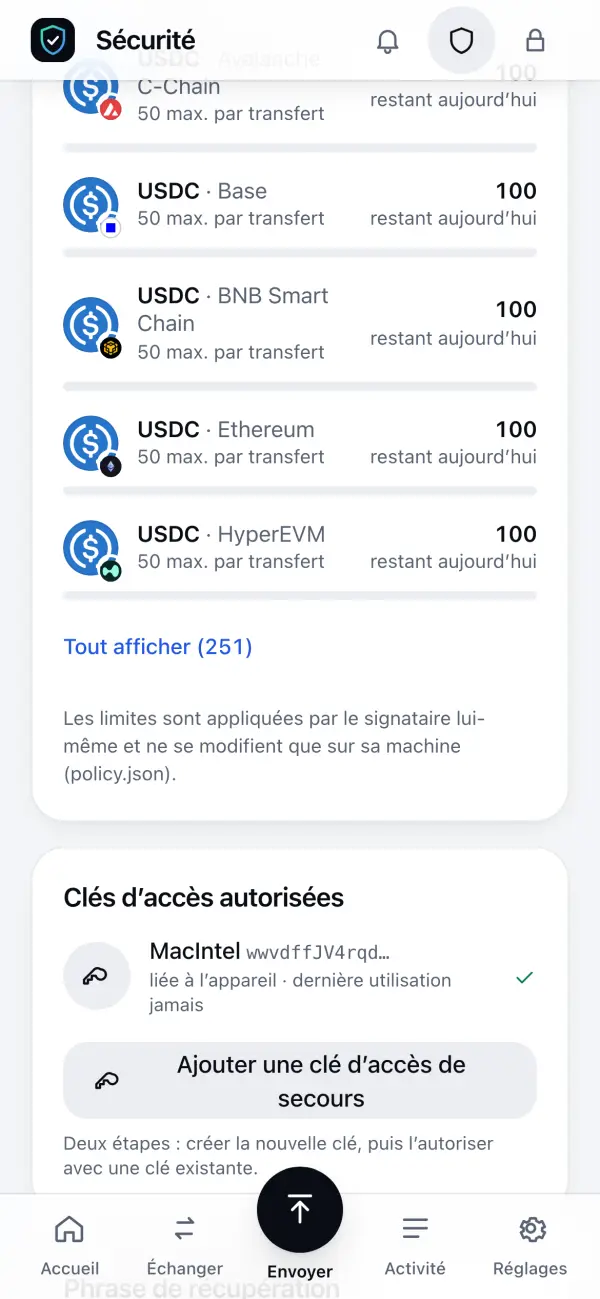 Sécurité
USDC · Avalanche
C-Chain
100
50 max. par transfert
restant aujourd’hui
USDC · Base
100
50 max. par transfert
restant aujourd’hui
USDC · BNB Smart
Chain
100
50 max. par transfert
restant aujourd’hui
USDC · Ethereum
100
50 max. par transfert
restant aujourd’hui
USDC · HyperEVM
100
50 max. par transfert
restant aujourd’hui
Tout afficher (251)
Les limites sont appliquées par le signataire lui-
même et ne se modifient que sur sa machine
(policy.json).
Clés d’accès autorisées
MacIntel wwvdffJV4rqd…
liée à l’appareil · dernière utilisation
jamais
Ajouter une clé d’accès de
secours
Deux étapes : créer la nouvelle clé, puis l’autoriser
avec une clé existante.
Accueil
Échanger
Envoyer
Activité
Réglages
Phrase de récupération